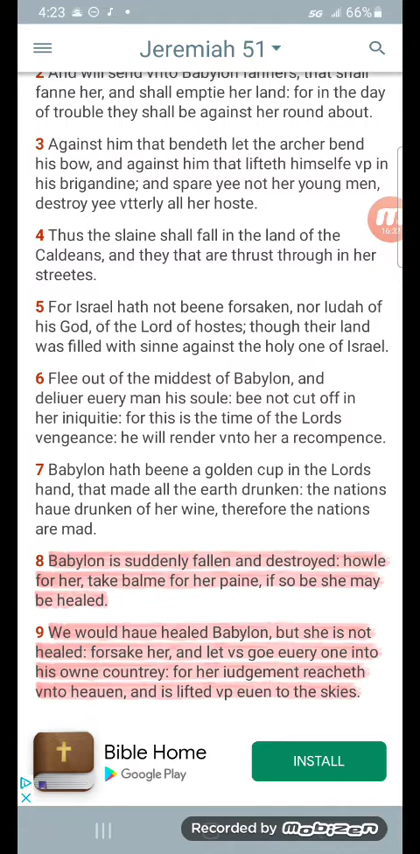 4:23 5G 66%
Jeremiah 51
2 And will send vnto Babylon fanners, that shall
fanne her, and shall emptie her land: for in the day
of trouble they shall be against her round about.
3 Against him that bendeth let the archer bend
his bow, and against him that lifteth himselfe vp in
his brigandine; and spare yee not her young men,
destroy yee vtterly all her hoste.
4 Thus the slaine shall fall in the land of the
Caldeans, and they that are thrust through in her
streetes.
5 For Israel hath not beene forsaken, nor Iudah of
his God, of the Lord of hostes; though their land
was filled with sinne against the holy one of Israel.
6 Flee out of the middest of Babylon, and
deliuer euery man his soule: bee not cut off in
her iniquitie: for this is the time of the Lords
vengeance: he will render vnto her a recompence.
7 Babylon hath beene a golden cup in the Lords
hand, that made all the earth drunken: the nations
haue drunken of her wine, therefore the nations
are mad.
8 Babylon is suddenly fallen and destroyed: howle
for her, take balme for her paine, if so be she may
be healed.
9 We would haue healed Babylon, but she is not
healed: forsake her, and let vs goe euery one into
his owne countrey: for her iudgement reacheth
vnto heauen, and is lifted vp euen to the skies.
Bible Home
Google Play
INSTALL
Recorded by mobizen